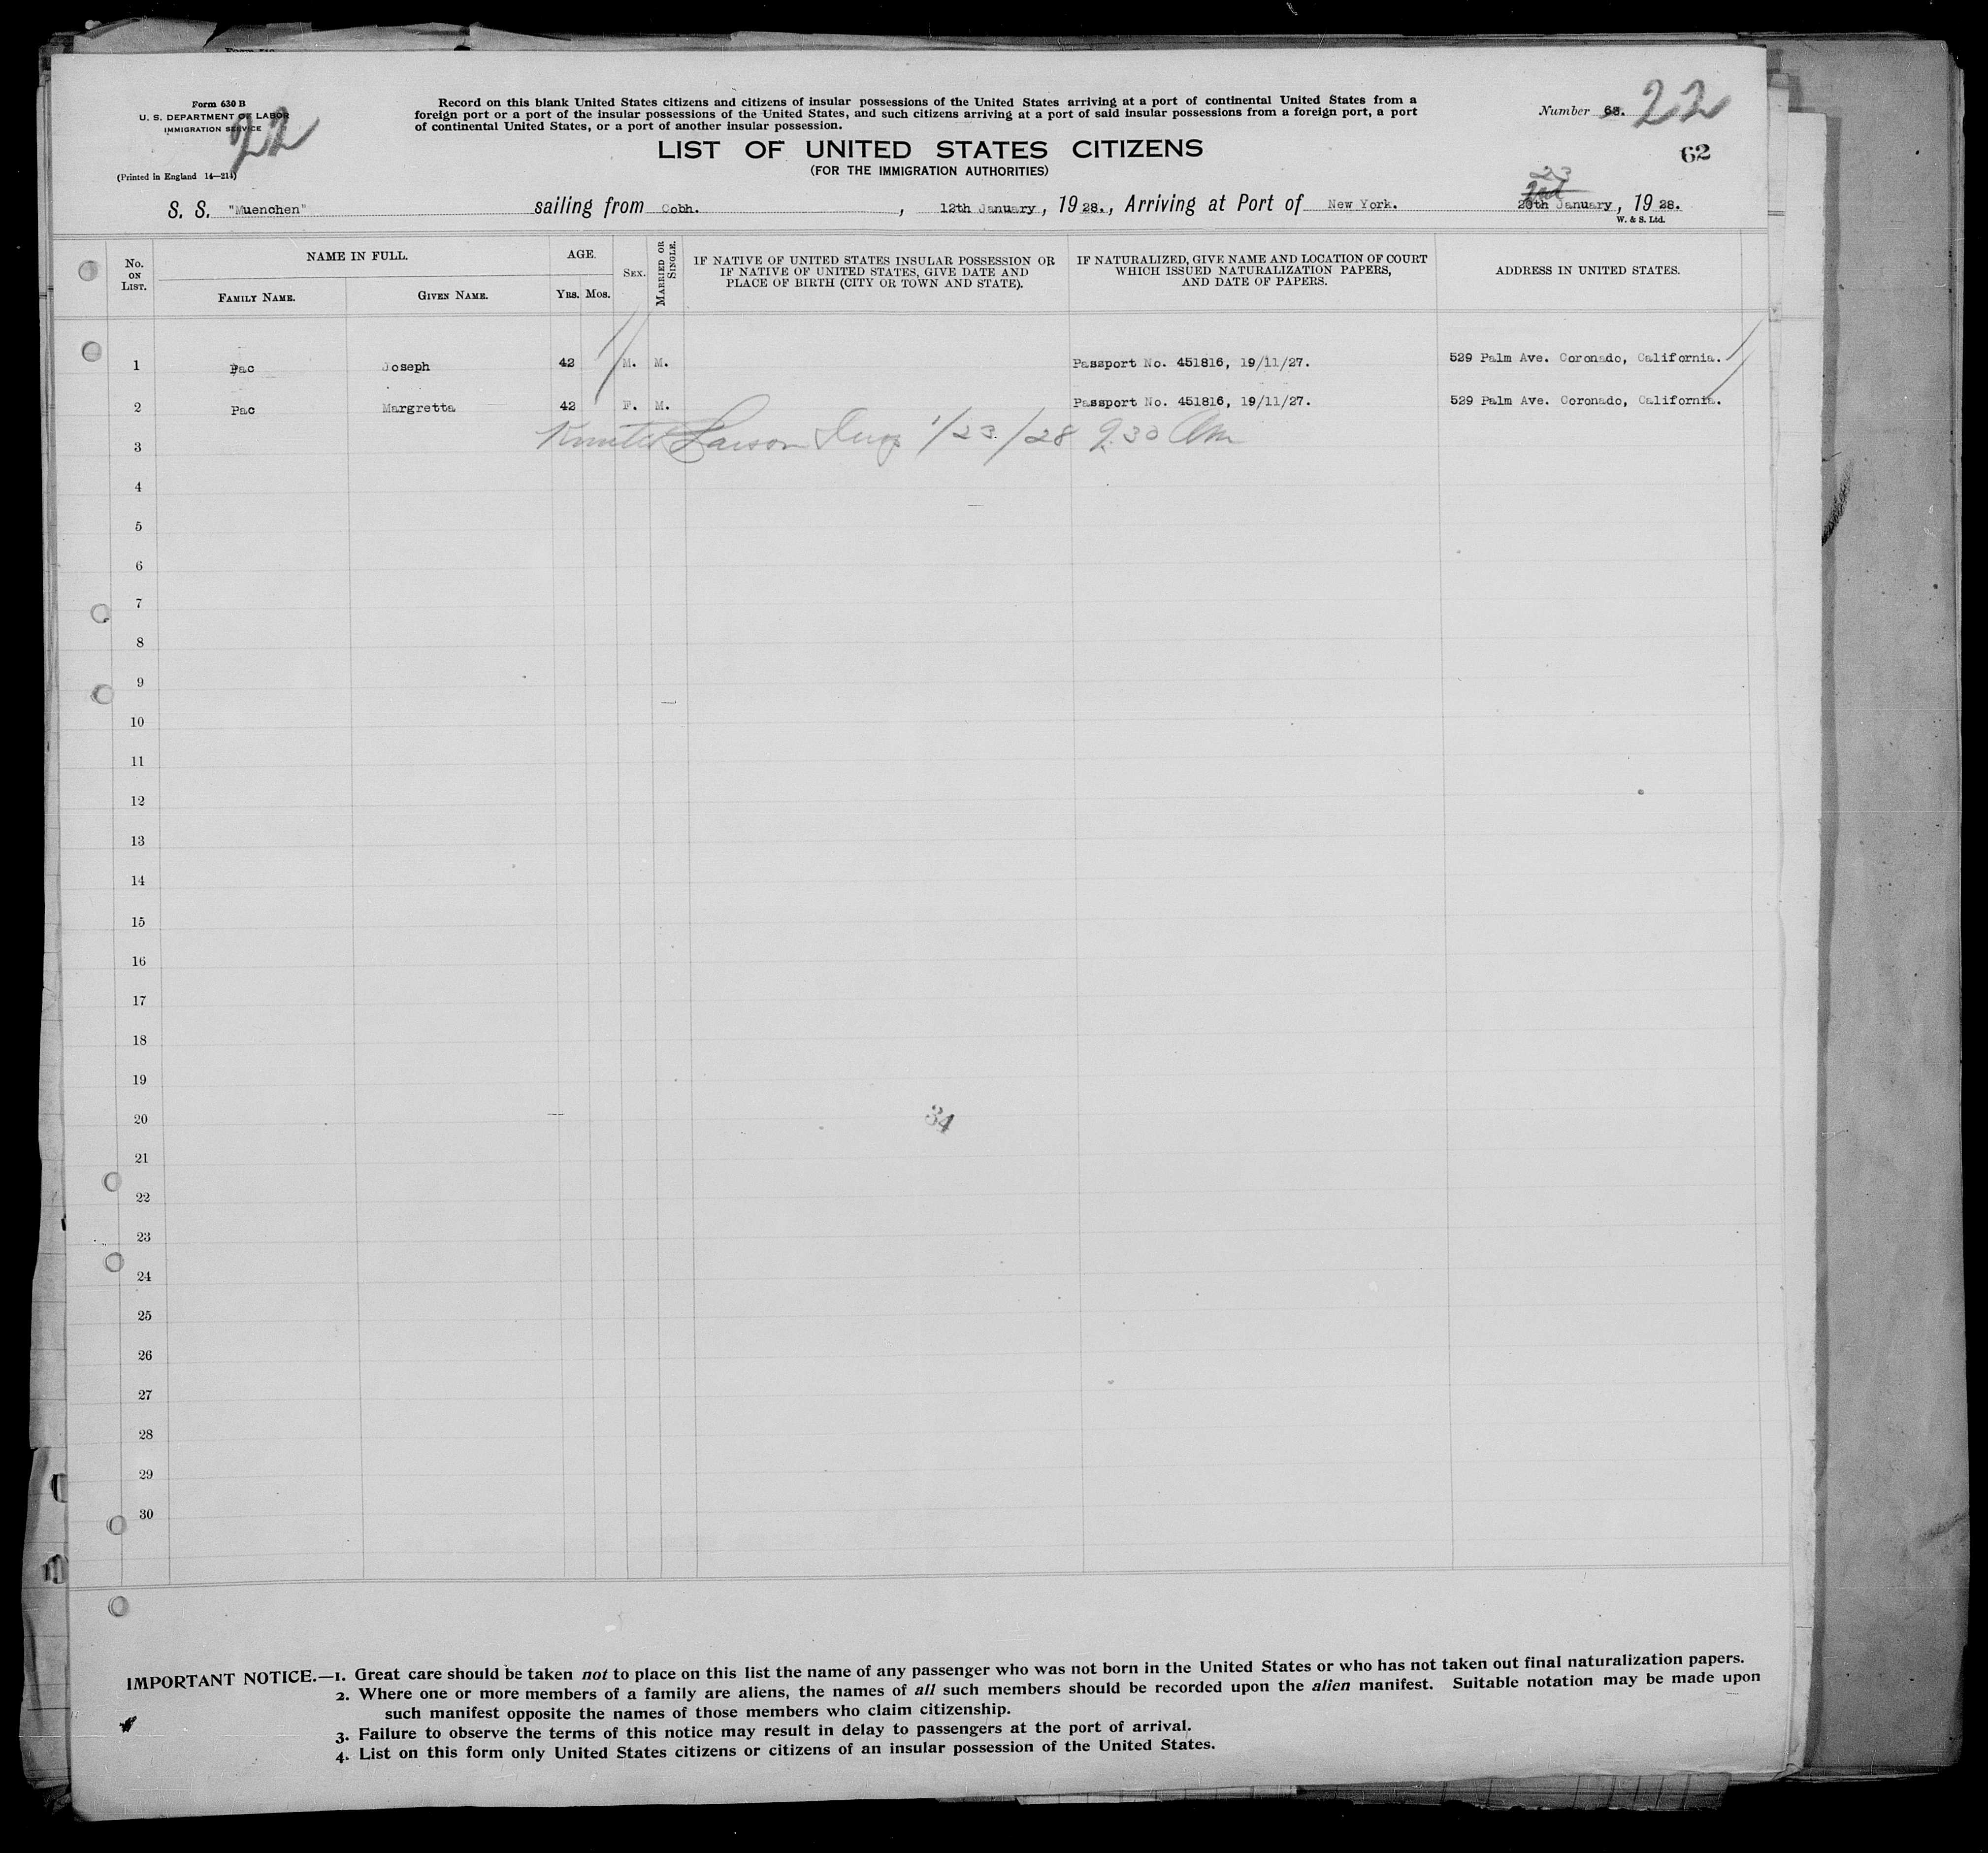 Form 630 B
U. S. DEPARTMENT OF LABOR
IMMIGRATION SERVICE
22
(Printed in England 14—214)
Record on this blank United States citizens and citizens of insular possessions of the United States arriving at a port of continental United States from a
foreign port or a port of the insular possessions of the United States, and such citizens arriving at a port of said insular possessions from a foreign port, a port
of continental United States, or a port of another insular possession.
Number 22
62
LIST OF UNITED STATES CITIZENS
(FOR THE IMMIGRATION AUTHORITIES)
23
S. S. "Muenchen" sailing from Cobh. , 12th January , 19 28. , Arriving at Port of New York. 20th January , 19 28.
W. & S. Ltd.
No. ON LIST.
NAME IN FULL.
FAMILY NAME.
GIVEN NAME.
AGE.
YRS. MOS.
SEX.
MARRIED OR SINGLE.
IF NATIVE OF UNITED STATES INSULAR POSSESSION OR
IF NATIVE OF UNITED STATES, GIVE DATE AND
PLACE OF BIRTH (CITY OR TOWN AND STATE).
IF NATURALIZED, GIVE NAME AND LOCATION OF COURT
WHICH ISSUED NATURALIZATION PAPERS,
AND DATE OF PAPERS.
ADDRESS IN UNITED STATES.
1 Pac Joseph 42 M. M. Passport No. 451816, 19/11/27. 529 Palm Ave. Coronado, California.
2 Pac Margretta 42 F. M. Passport No. 451816, 19/11/27. 529 Palm Ave. Coronado, California.
3 Larson Insp 1/23/28 9.30 Am
4
5
6
7
8
9
10
11
12
13
14
15
16
17
18
19
20 34
21
22
23
24
25
26
27
28
29
30
IMPORTANT NOTICE.—1. Great care should be taken not to place on this list the name of any passenger who was not born in the United States or who has not taken out final naturalization papers.
2. Where one or more members of a family are aliens, the names of all such members should be recorded upon the alien manifest. Suitable notation may be made upon
such manifest opposite the names of those members who claim citizenship.
3. Failure to observe the terms of this notice may result in delay to passengers at the port of arrival.
4. List on this form only United States citizens or citizens of an insular possession of the United States.